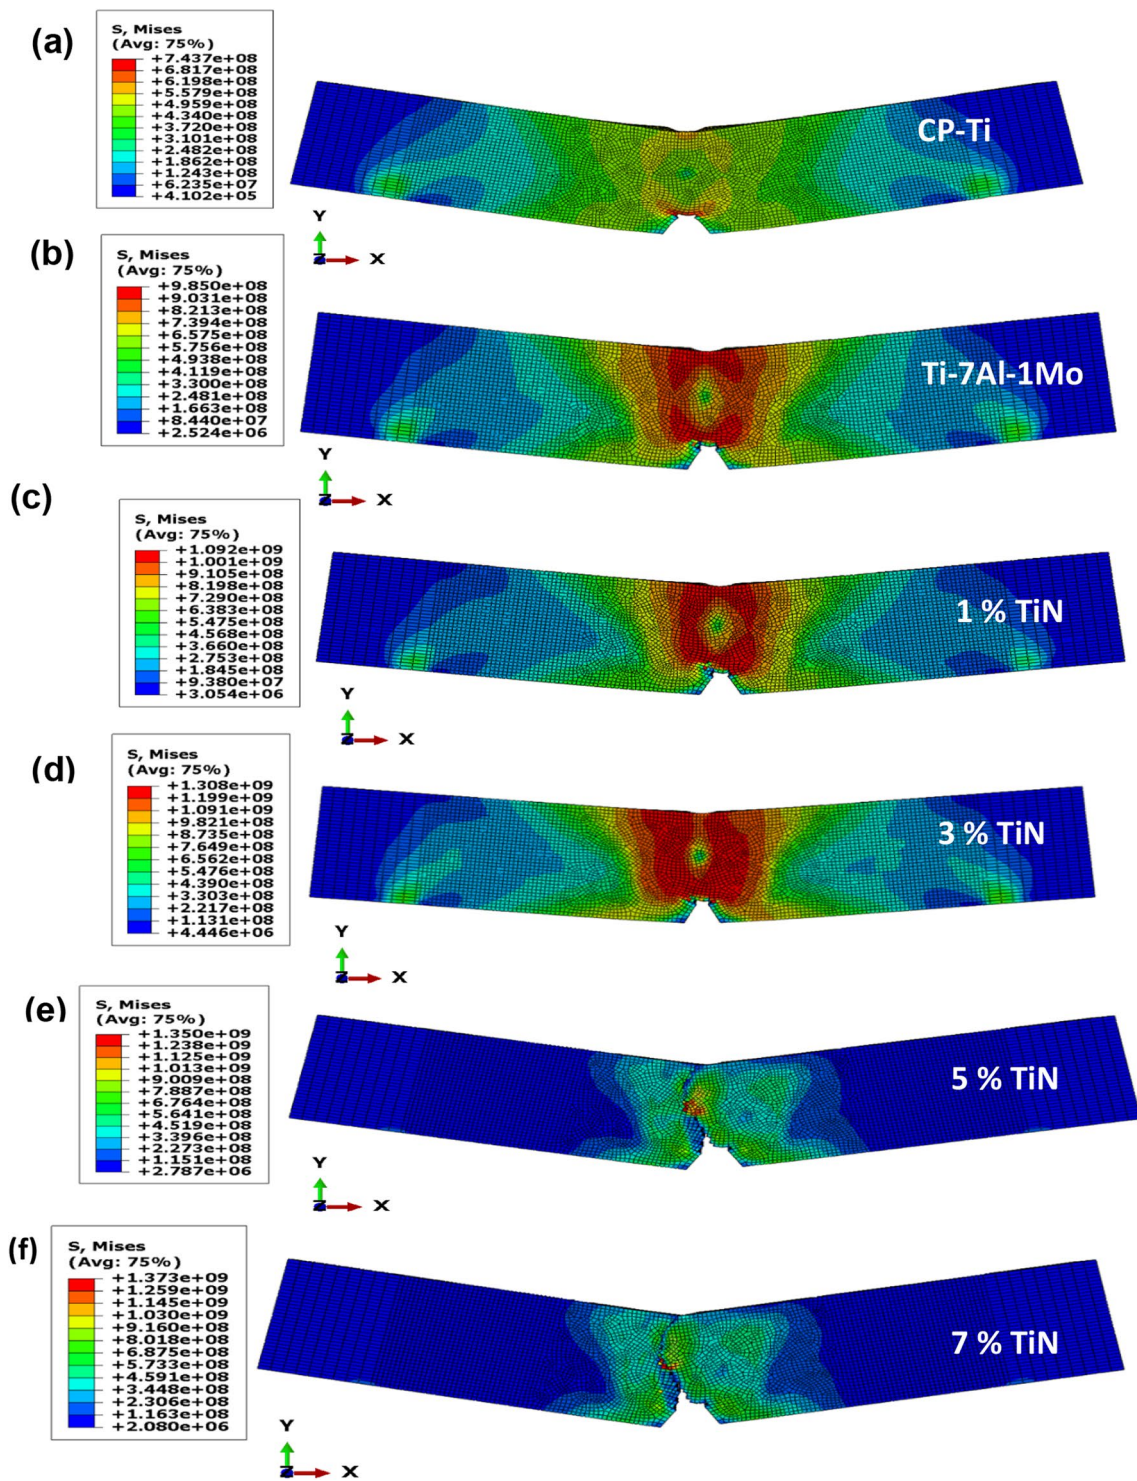 (a)
S, Mises
(Avg: 75%)
+7.437e+08
+6.817e+08
+6.198e+08
+5.579e+08
+4.959e+08
+4.340e+08
+3.720e+08
+3.101e+08
+2.482e+08
+1.862e+08
+1.243e+08
+6.235e+07
+4.102e+05
CP-Ti
Y
X
Z
(b)
S, Mises
(Avg: 75%)
+9.850e+08
+9.031e+08
+8.213e+08
+7.394e+08
+6.575e+08
+5.756e+08
+4.938e+08
+4.119e+08
+3.300e+08
+2.481e+08
+1.663e+08
+8.440e+07
+2.524e+06
Ti-7Al-1Mo
Y
X
Z
(c)
S, Mises
(Avg: 75%)
+1.092e+09
+1.001e+09
+9.105e+08
+8.198e+08
+7.290e+08
+6.383e+08
+5.475e+08
+4.568e+08
+3.660e+08
+2.753e+08
+1.845e+08
+9.380e+07
+3.054e+06
1 % TiN
Y
X
Z
(d)
S, Mises
(Avg: 75%)
+1.308e+09
+1.199e+09
+1.091e+09
+9.821e+08
+8.735e+08
+7.649e+08
+6.562e+08
+5.476e+08
+4.390e+08
+3.303e+08
+2.217e+08
+1.131e+08
+4.446e+06
3 % TiN
Y
X
Z
(e)
S, Mises
(Avg: 75%)
+1.350e+09
+1.238e+09
+1.125e+09
+1.013e+09
+9.009e+08
+7.887e+08
+6.764e+08
+5.641e+08
+4.519e+08
+3.396e+08
+2.273e+08
+1.151e+08
+2.787e+06
5 % TiN
Y
X
Z
(f)
S, Mises
(Avg: 75%)
+1.373e+09
+1.259e+09
+1.145e+09
+1.030e+09
+9.160e+08
+8.018e+08
+6.875e+08
+5.733e+08
+4.591e+08
+3.448e+08
+2.306e+08
+1.163e+08
+2.080e+06
7 % TiN
Y
X
Z